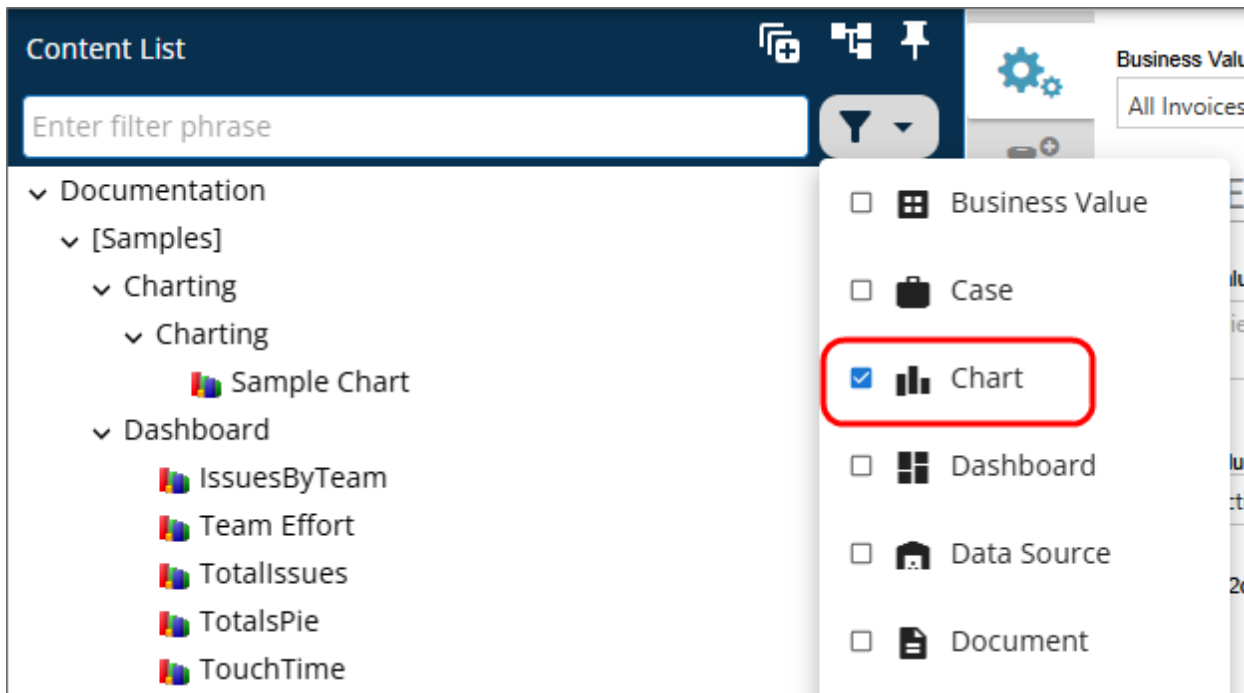 Content List
Enter filter phrase
Documentation
[Samples]
Charting
Charting
Sample Chart
Dashboard
IssuesByTeam
Team Effort
TotalIssues
TotalsPie
TouchTime
Business Value
Case
Chart
Dashboard
Data Source
Document
Business
All Invoices